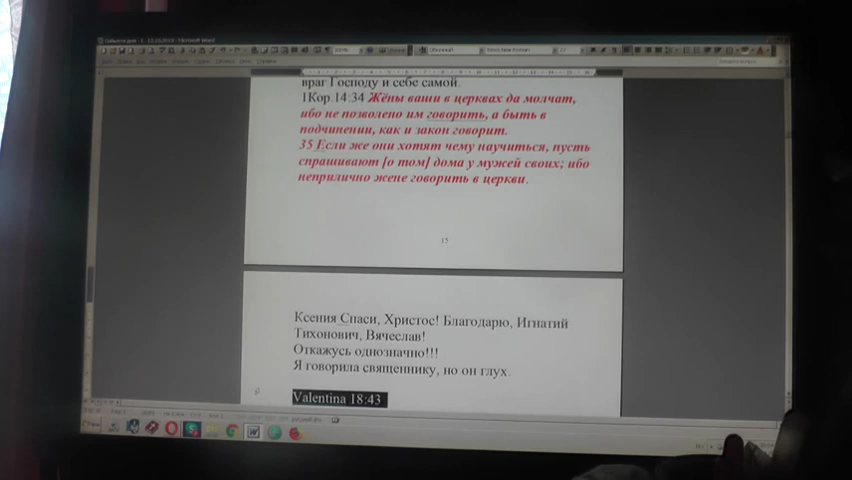 враг Господу и себе самой.
1Кор.14:34 Жёны ваши в церквах да молчат,
ибо не позволено им говорить, а быть в
подчинении, как и закон говорит.
35 Если же они хотят чему научиться, пусть
спрашивают [о том] дома у мужей своих; ибо
неприлично жене говорить в церкви.
15
Ксения Спаси, Христос! Благодарю, Игнатий
Тихонович, Вячеслав!
Откажусь однозначно!!!
Я говорила священнику, но он глух.
Valentina 18:43